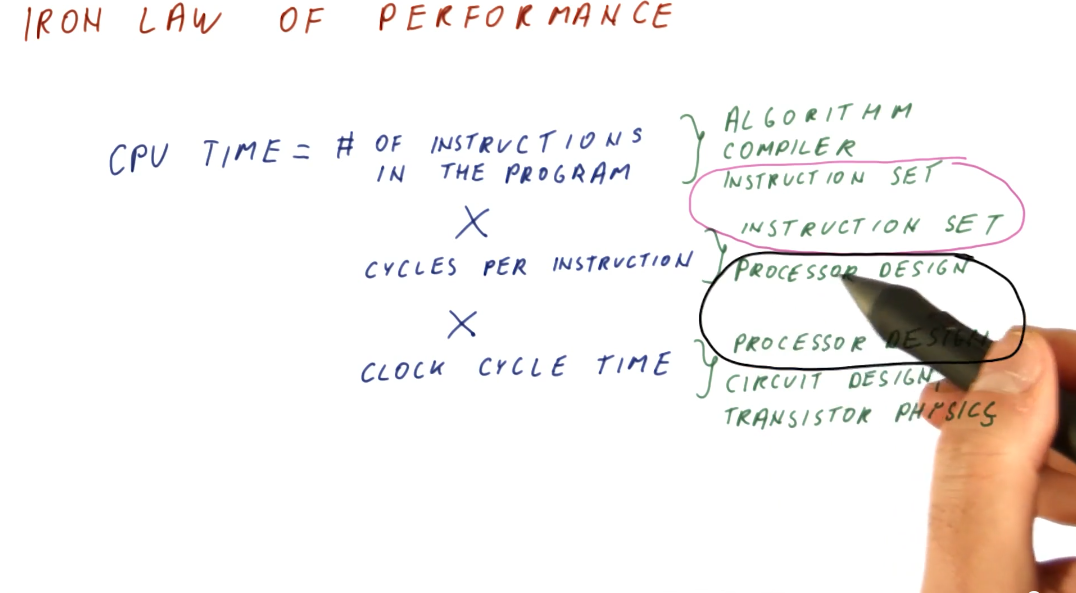 IRON LAW OF PERFORMANCE
CPU TIME = # OF INSTRUCTIONS
IN THE PROGRAM
X
CYCLES PER INSTRUCTION
X
CLOCK CYCLE TIME
ALGORITHM
COMPILER
INSTRUCTION SET
INSTRUCTION SET
PROCESSOR DESIGN
PROCESSOR DESIGN
CIRCUIT DESIGN,
TRANSISTOR PHYSICS